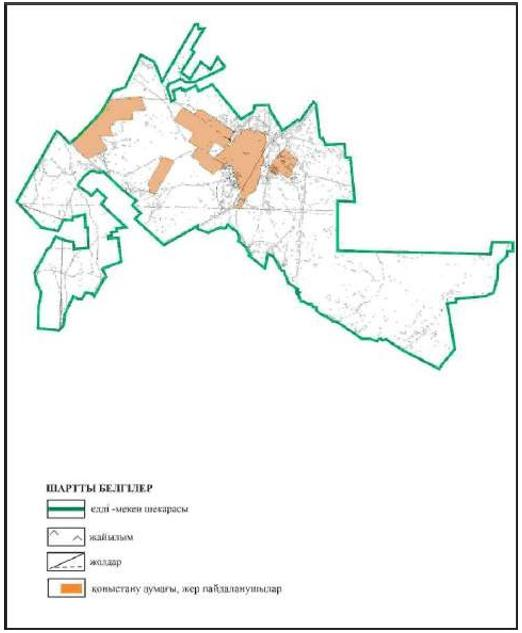 ШАРТТЫ БЕЛГІЛЕР
елді -мекен шекарасы
жайылым
жолдар
қоныстану аумағы, жер пайдаланушылар